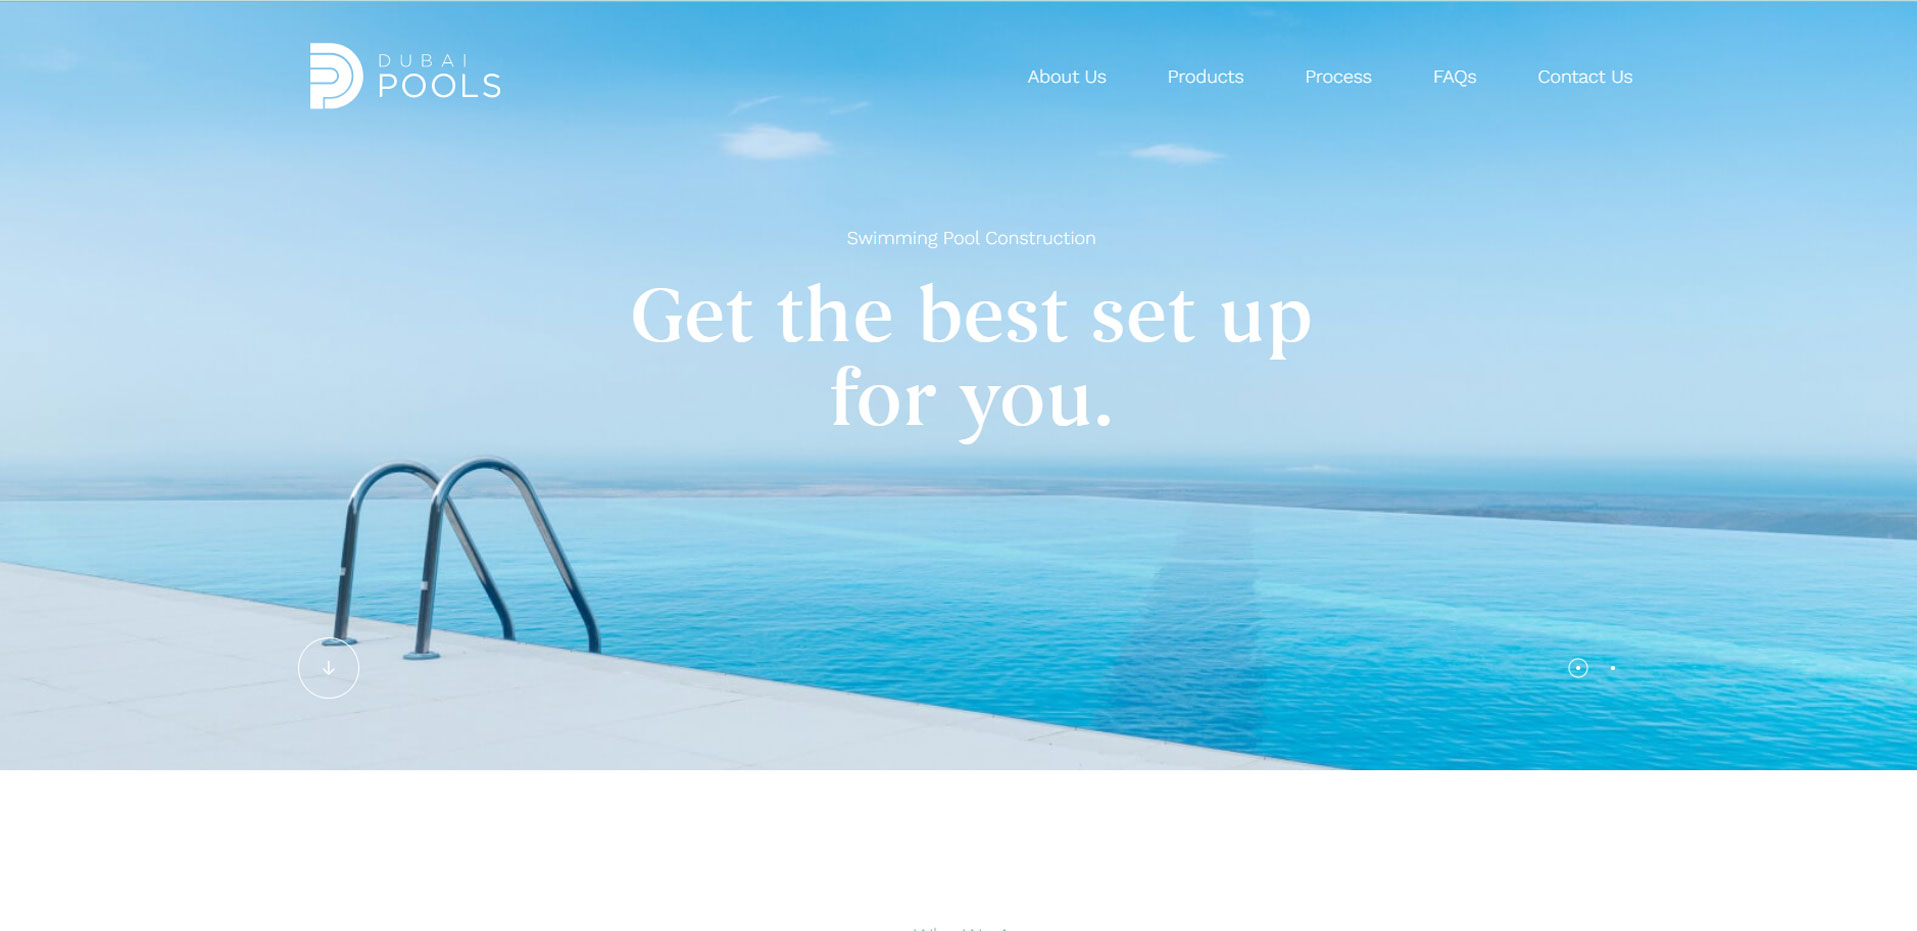 DUBAI
POOLS
About Us
Products
Process
FAQs
Contact Us
Swimming Pool Construction
Get the best set up
for you.